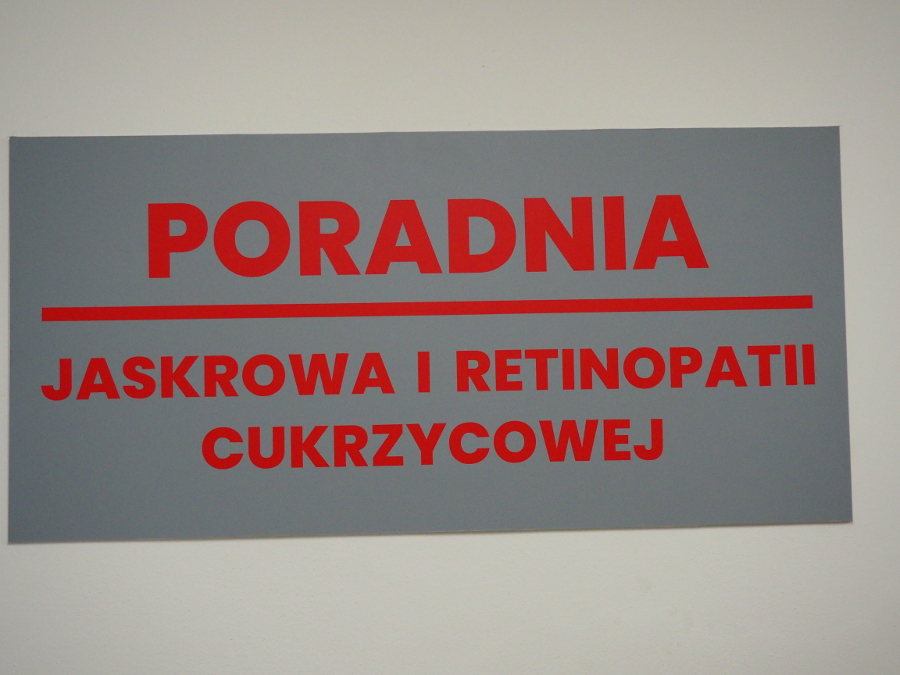 PORADNIA
JASKROWA I RETINOPATII
CUKRZYCOWEJ